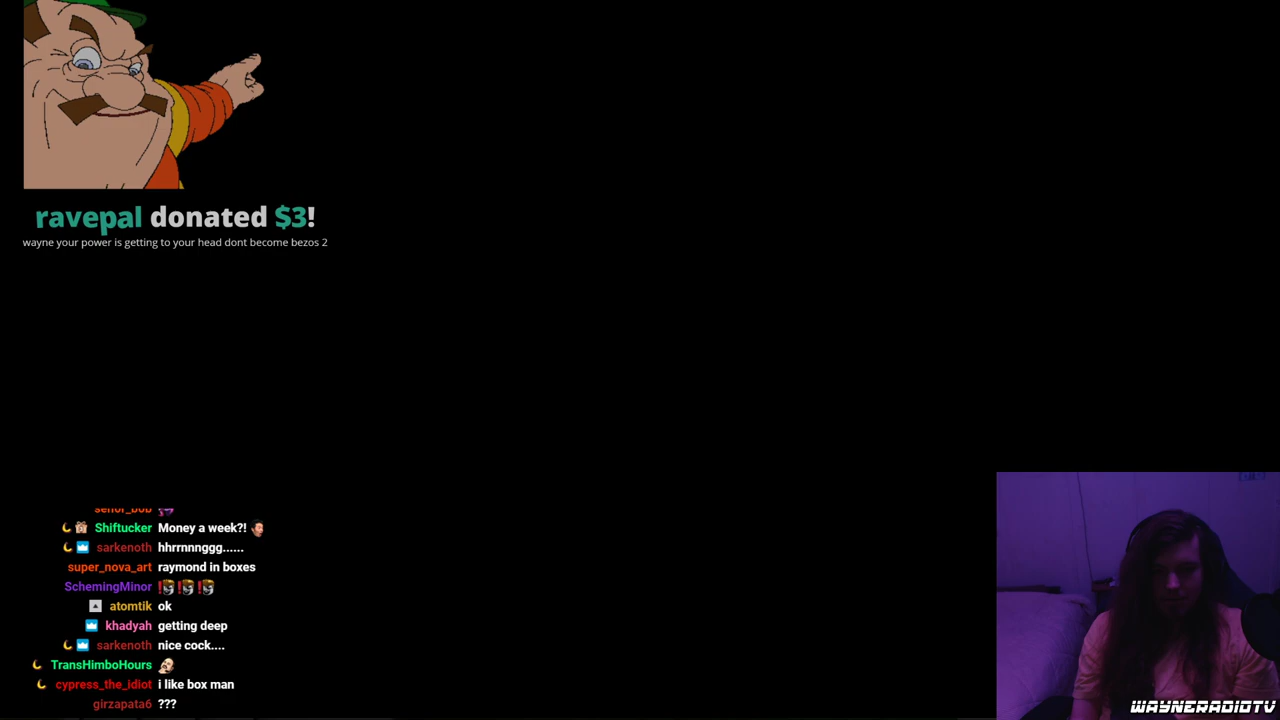 ravepal donated $3!
wayne your power is getting to your head dont become bezos 2
senor_bob
Shiftucker Money a week?!
sarkenoth hhrrnnnggg......
super_nova_art raymond in boxes
SchemingMinor
atomtik ok
khadyah getting deep
sarkenoth nice cock....
TransHimboHours
cypress_the_idiot i like box man
girzapata6 ???
WAYNERADIOTV